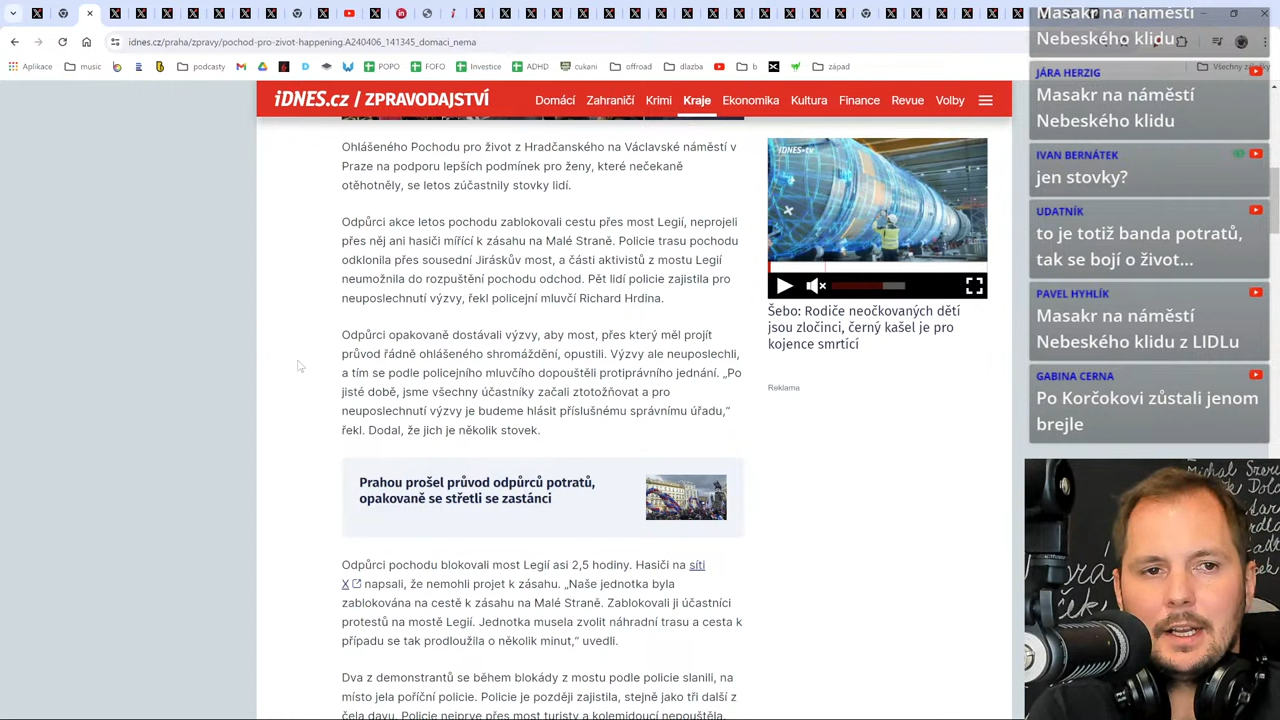 idnes.cz/praha/zpravy/pochod-pro-zivot-happening.A240406_141345_domaci_nema
Aplikace
music
podcasty
POPO
FOFO
Investice
ADHD
cukani
offroad
dlazba
b
západ
Všechny záložky
iDNES.cz / ZPRAVODAJSTVÍ
Domácí Zahraničí Krimi Kraje Ekonomika Kultura Finance Revue Volby
Ohlášeného Pochodu pro život z Hradčanského na Václavské náměstí v
Praze na podporu lepších podmínek pro ženy, které nečekaně
otěhotněly, se letos zúčastnily stovky lidí.
Odpůrci akce letos pochodu zablokovali cestu přes most Legií, neprojeli
přes něj ani hasiči mířící k zásahu na Malé Straně. Policie trasu pochodu
odklonila přes sousední Jiráskův most, a části aktivistů z mostu Legií
neumožnila do rozpuštění pochodu odchod. Pět lidí policie zajistila pro
neuposlechnutí výzvy, řekl policejní mluvčí Richard Hrdina.
Odpůrci opakovaně dostávali výzvy, aby most, přes který měl projít
průvod řádně ohlášeného shromáždění, opustili. Výzvy ale neuposlechli,
a tím se podle policejního mluvčího dopouštěli protiprávního jednání. „Po
jisté době, jsme všechny účastníky začali ztotožňovat a pro
neuposlechnutí výzvy je budeme hlásit příslušnému správnímu úřadu,“
řekl. Dodal, že jich je několik stovek.
Prahou prošel průvod odpůrců potratů,
opakovaně se střetli se zastánci
Odpůrci pochodu blokovali most Legií asi 2,5 hodiny. Hasiči na síti
X napsali, že nemohli projet k zásahu. „Naše jednotka byla
zablokována na cestě k zásahu na Malé Straně. Zablokovali ji účastníci
protestů na mostě Legií. Jednotka musela zvolit náhradní trasu a cesta k
případu se tak prodloužila o několik minut,“ uvedli.
Dva z demonstrantů se během blokády z mostu podle policie slanili, na
místo jela poříční policie. Policie je později zajistila, stejně jako tři další z
čela davu. Policie nejprve přes most turisty a kolemjdoucí nepouštěla,
iDNES•tv
Šebo: Rodiče neočkovaných dětí
jsou zločinci, černý kašel je pro
kojence smrtící
Reklama
Masakr na náměstí
Nebeského klidu
JÁRA HERZIG
Masakr na náměstí
Nebeského klidu
IVAN BERNÁTEK
jen stovky?
UDATNÍK
to je totiž banda potratů,
tak se bojí o život...
PAVEL HYHLÍK
Masakr na náměstí
Nebeského klidu z LIDLu
GABINA CERNA
Po Korčokovi zůstali jenom
brejle